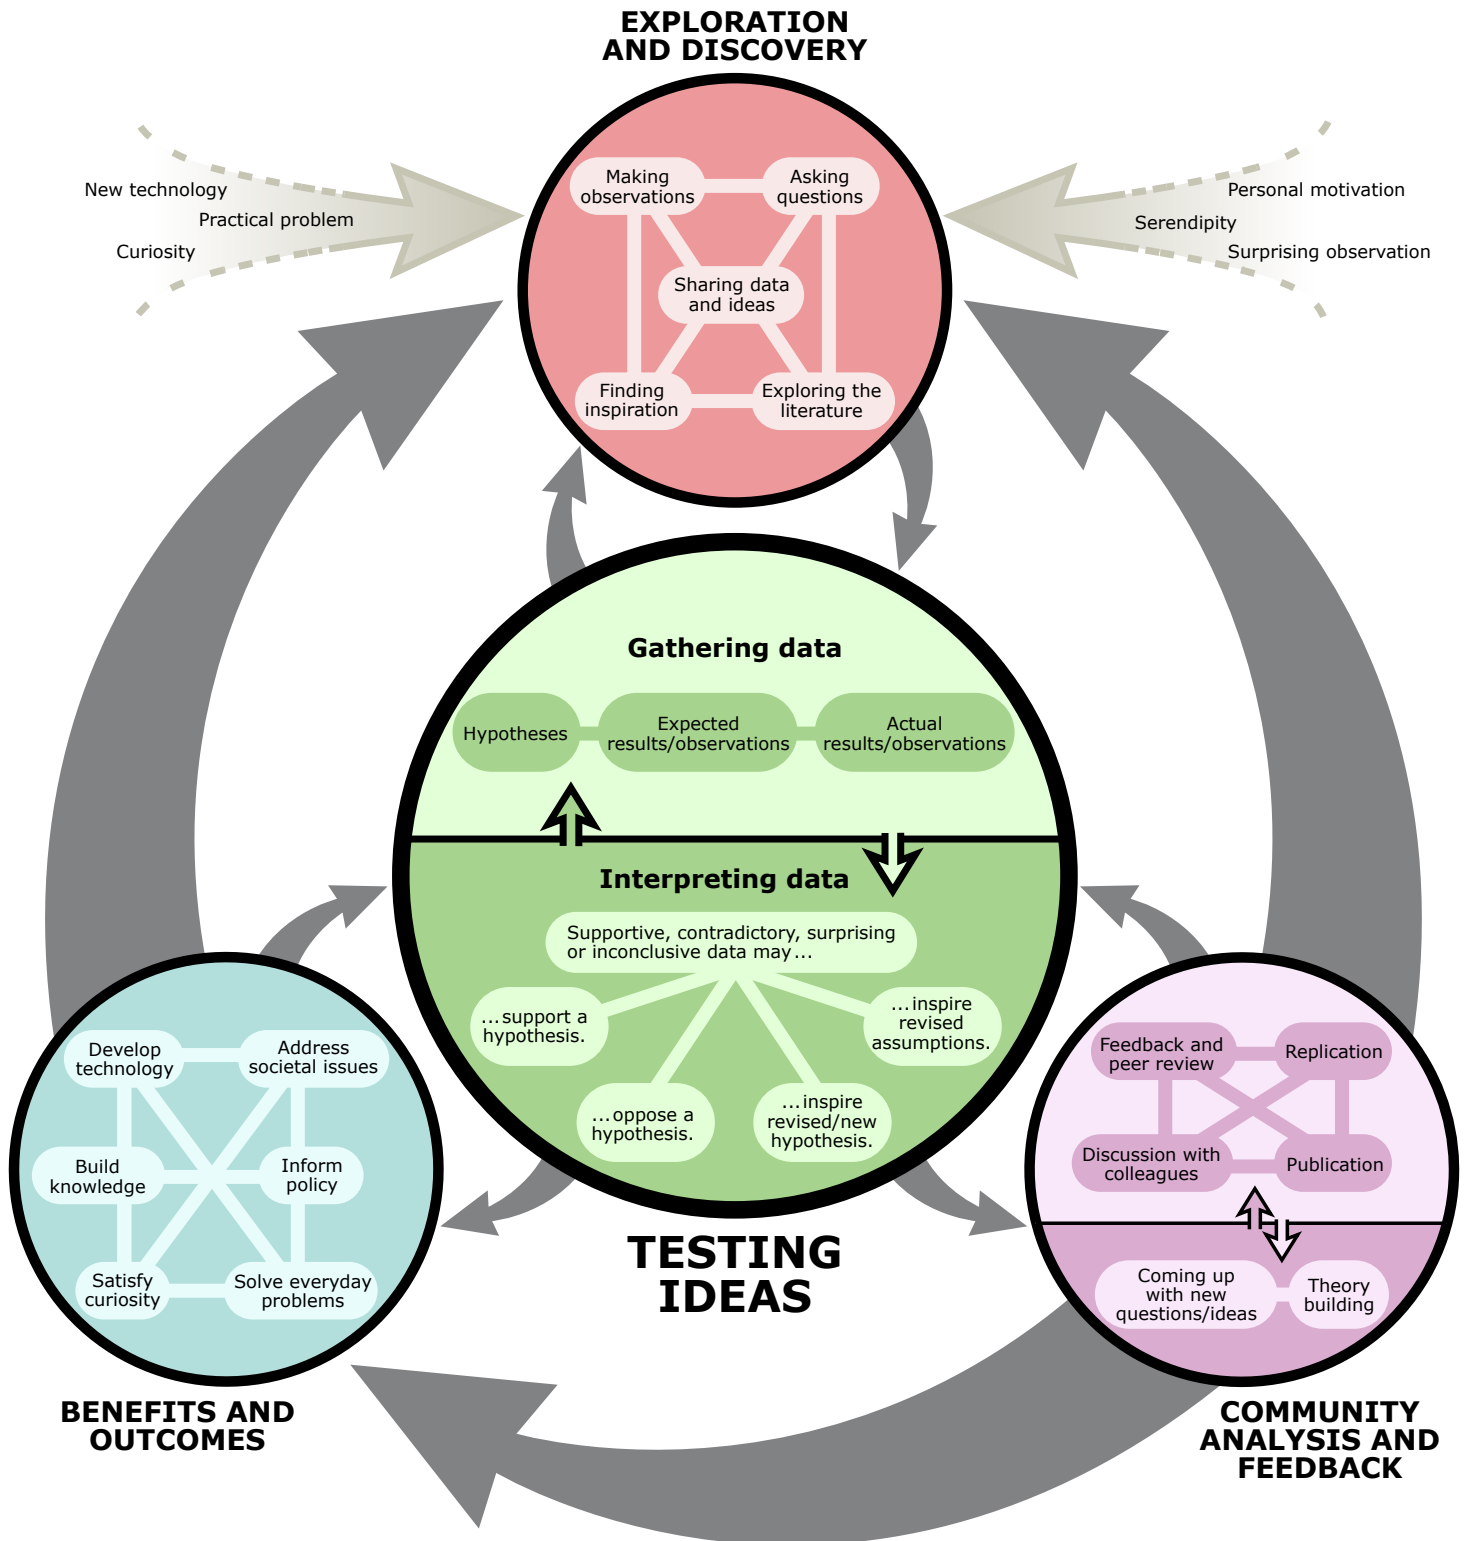 EXPLORATION
AND DISCOVERY
New technology
Practical problem
Curiosity
Personal motivation
Serendipity
Surprising observation
Making
observations
Asking
questions
Sharing data
and ideas
Finding
inspiration
Exploring the
literature
Gathering data
Hypotheses
Expected
results/observations
Actual
results/observations
Interpreting data
Supportive, contradictory, surprising
or inconclusive data may...
...support a
hypothesis.
...oppose a
hypothesis.
...inspire
revised/new
hypothesis.
...inspire
revised
assumptions.
TESTING
IDEAS
Develop
technology
Address
societal issues
Build
knowledge
Inform
policy
Satisfy
curiosity
Solve everyday
problems
BENEFITS AND
OUTCOMES
Feedback and
peer review
Replication
Discussion with
colleagues
Publication
Coming up
with new
questions/ideas
Theory
building
COMMUNITY
ANALYSIS AND
FEEDBACK